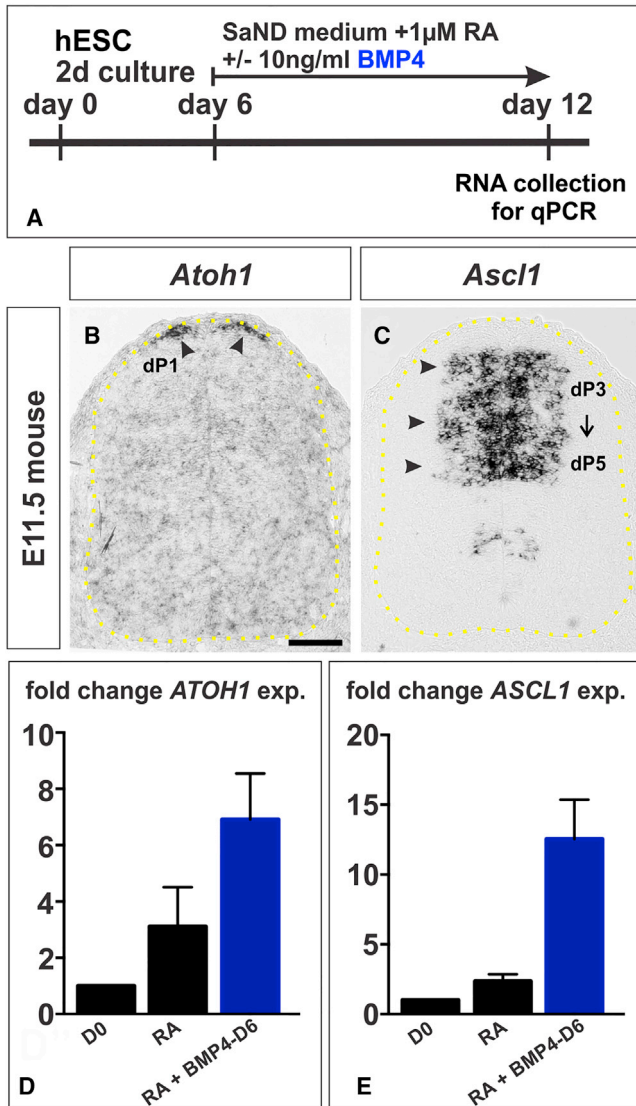 SaND medium +1μM RA
+/- 10ng/ml BMP4
hESC
2d culture
day 0
day 6
day 12
RNA collection
for qPCR
A
Atoh1
Ascl1
E11.5 mouse
B
dP1
C
dP3
dP5
fold change ATOH1 exp.
10
8
6
4
2
0
D0
RA
RA + BMP4-D6
D
fold change ASCL1 exp.
20
15
10
5
0
D0
RA
RA + BMP4-D6
E